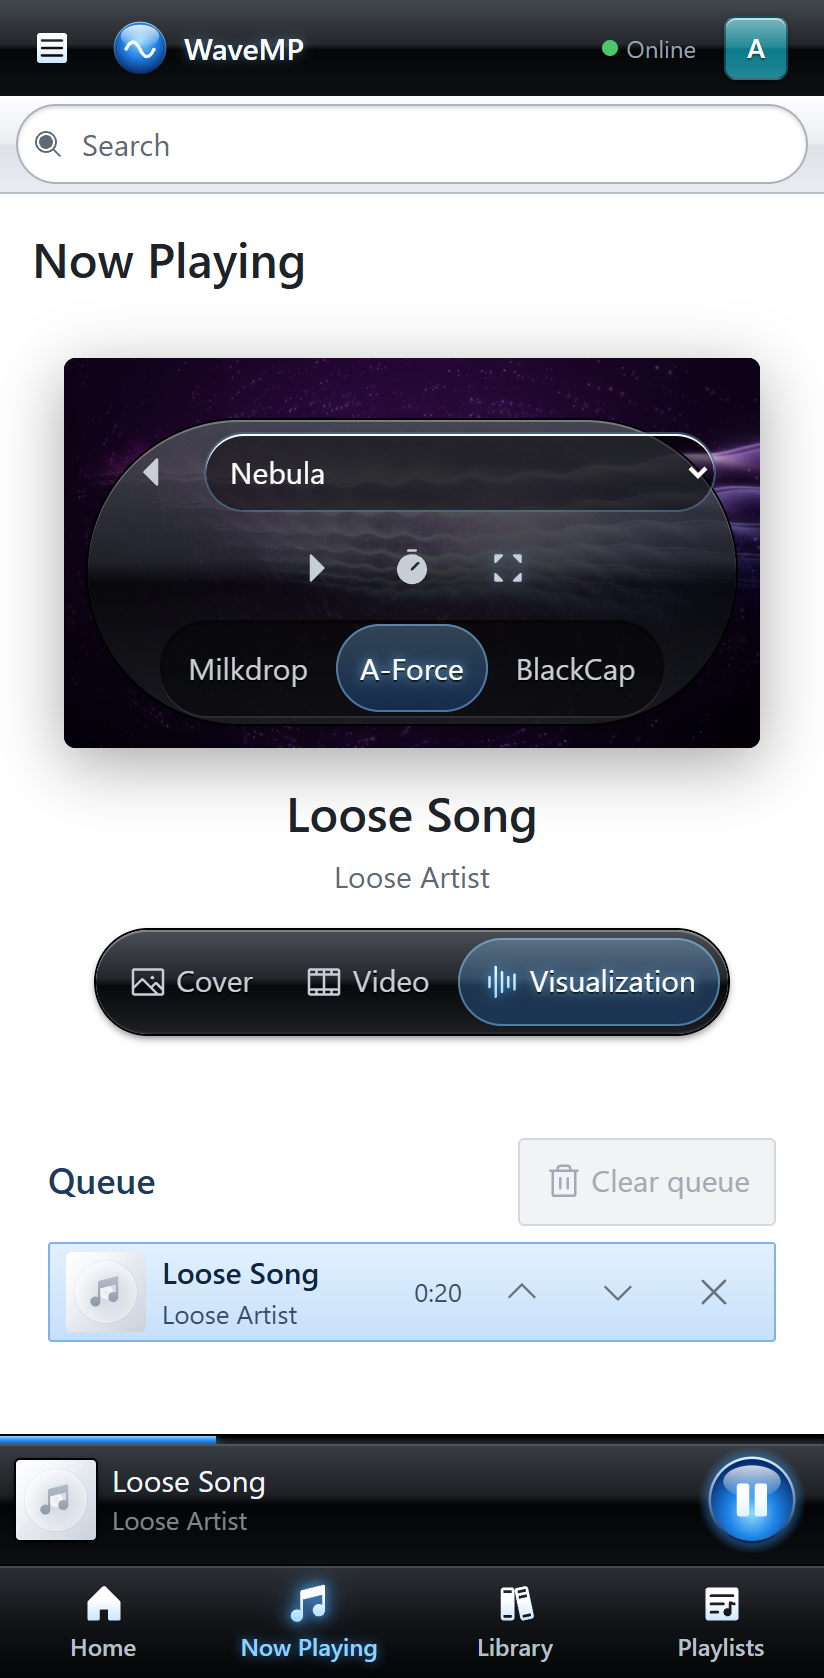 WaveMP
Online
A
Search
Now Playing
Nebula
Milkdrop
A-Force
BlackCap
Loose Song
Loose Artist
Cover
Video
Visualization
Queue
Clear queue
Loose Song
Loose Artist
0:20
Loose Song
Loose Artist
Home
Now Playing
Library
Playlists